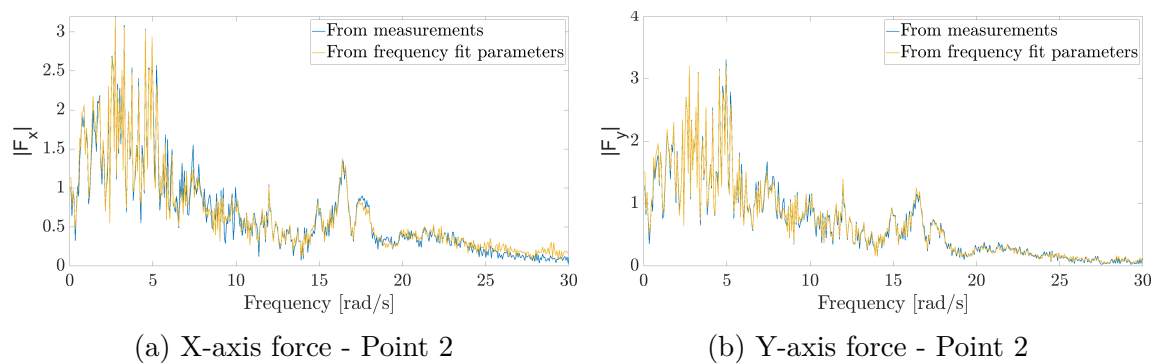 From measurements
From frequency fit parameters
|F_x|
3
2.5
2
1.5
1
0.5
0
0 5 10 15 20 25 30
Frequency [rad/s]
(a) X-axis force - Point 2
From measurements
From frequency fit parameters
|F_y|
4
3
2
1
0
0 5 10 15 20 25 30
Frequency [rad/s]
(b) Y-axis force - Point 2